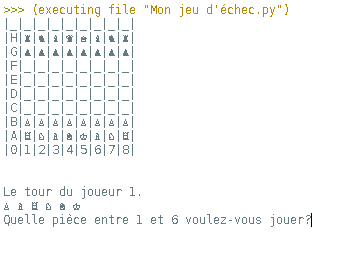 >>> (executing file "Mon jeu d'échec.py")
|_|_|_|_|_|_|_|_|_|
|H|♜|♞|♝|♛|♚|♝|♞|♜|
|G|♟|♟|♟|♟|♟|♟|♟|♟|
|F|_|_|_|_|_|_|_|_|
|E|_|_|_|_|_|_|_|_|
|D|_|_|_|_|_|_|_|_|
|C|_|_|_|_|_|_|_|_|
|B|♙|♙|♙|♙|♙|♙|♙|♙|
|A|♖|♘|♗|♕|♔|♗|♘|♖|
|0|1|2|3|4|5|6|7|8|
Le tour du joueur 1.
♙ ♗ ♖ ♘ ♕ ♔
Quelle pièce entre 1 et 6 voulez-vous jouer?